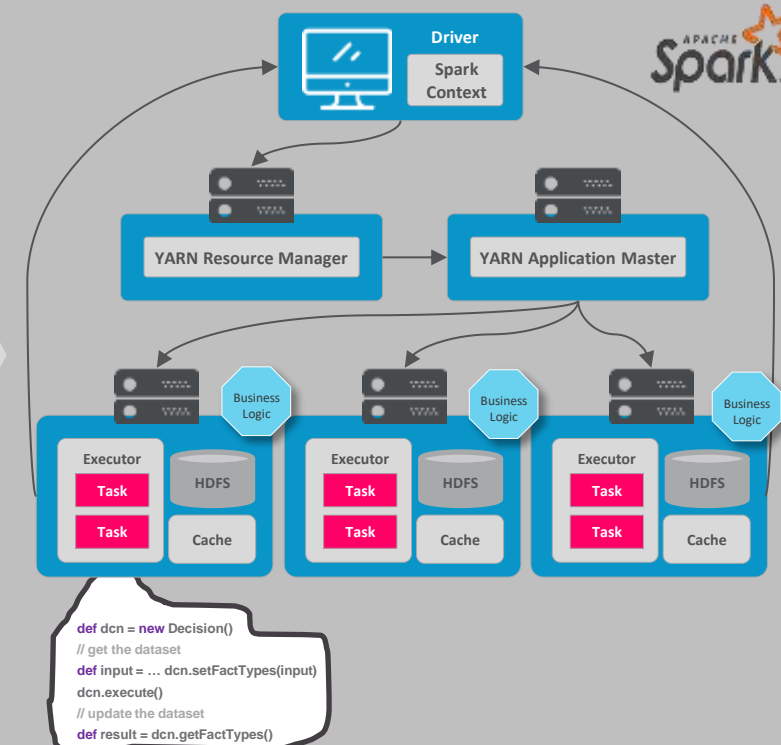 Driver
Spark
Context
APACHE
Spark
YARN Resource Manager
YARN Application Master
Business
Logic
Business
Logic
Business
Logic
Executor
Task
Task
HDFS
Cache
Executor
Task
Task
HDFS
Cache
Executor
Task
Task
HDFS
Cache
def dcn = new Decision()
// get the dataset
def input = … dcn.setFactTypes(input)
dcn.execute()
// update the dataset
def result = dcn.getFactTypes()